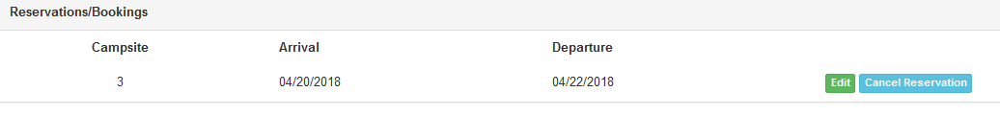 Reservations/Bookings
Campsite Arrival Departure
3 04/20/2018 04/22/2018 Edit Cancel Reservation